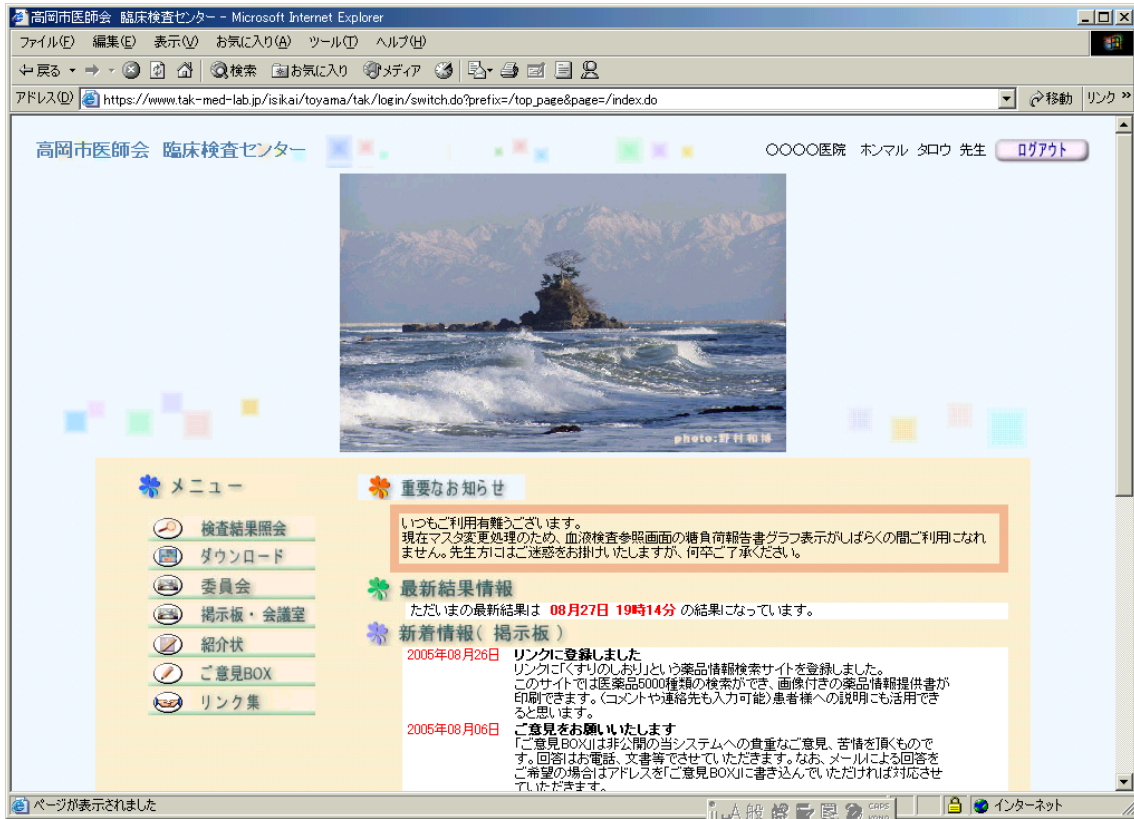 高岡市医師会 臨床検査センター - Microsoft Internet Explorer
ファイル(F) 編集(E) 表示(V) お気に入り(A) ツール(T) ヘルプ(H)
戻る 検索 お気に入り メディア
アドレス(D) https://www.tak-med-lab.jp/isikai/toyama/tak/login/switch.do?prefix=/top_page&page=/index.do 移動 リンク »
高岡市医師会 臨床検査センター
○○○○医院 ホンマル タロウ 先生 ログアウト
photo:野村和博
メニュー
検査結果照会
ダウンロード
委員会
掲示板・会議室
紹介状
ご意見BOX
リンク集
重要なお知らせ
いつもご利用有難うございます。
現在マスタ変更処理のため、血液検査参照画面の糖負荷報告書グラフ表示がしばらくの間ご利用になれ
ません。先生方にはご迷惑をお掛けいたしますが、何卒ご了承ください。
最新結果情報
ただいまの最新結果は 08月27日 19時14分 の結果になっています。
新着情報( 掲示板 )
2005年08月26日 リンクに登録しました
リンクに「くすりのしおり」という薬品情報検索サイトを登録しました。
このサイトでは医薬品5000種類の検索ができ、画像付きの薬品情報提供書が
印刷できます。(コメントや連絡先も入力可能)患者様への説明にも活用でき
ると思います。
2005年08月06日 ご意見をお願いいたします
「ご意見BOX」は非公開の当システムへの貴重なご意見、苦情を頂くもので
す。回答はお電話、文書等でさせていただきます。なお、メールによる回答を
ご希望の場合はアドレスを「ご意見BOX」に書き込んでいただければ対応させ
ていただきます。
ページが表示されました
A 般 CAPS
インターネット